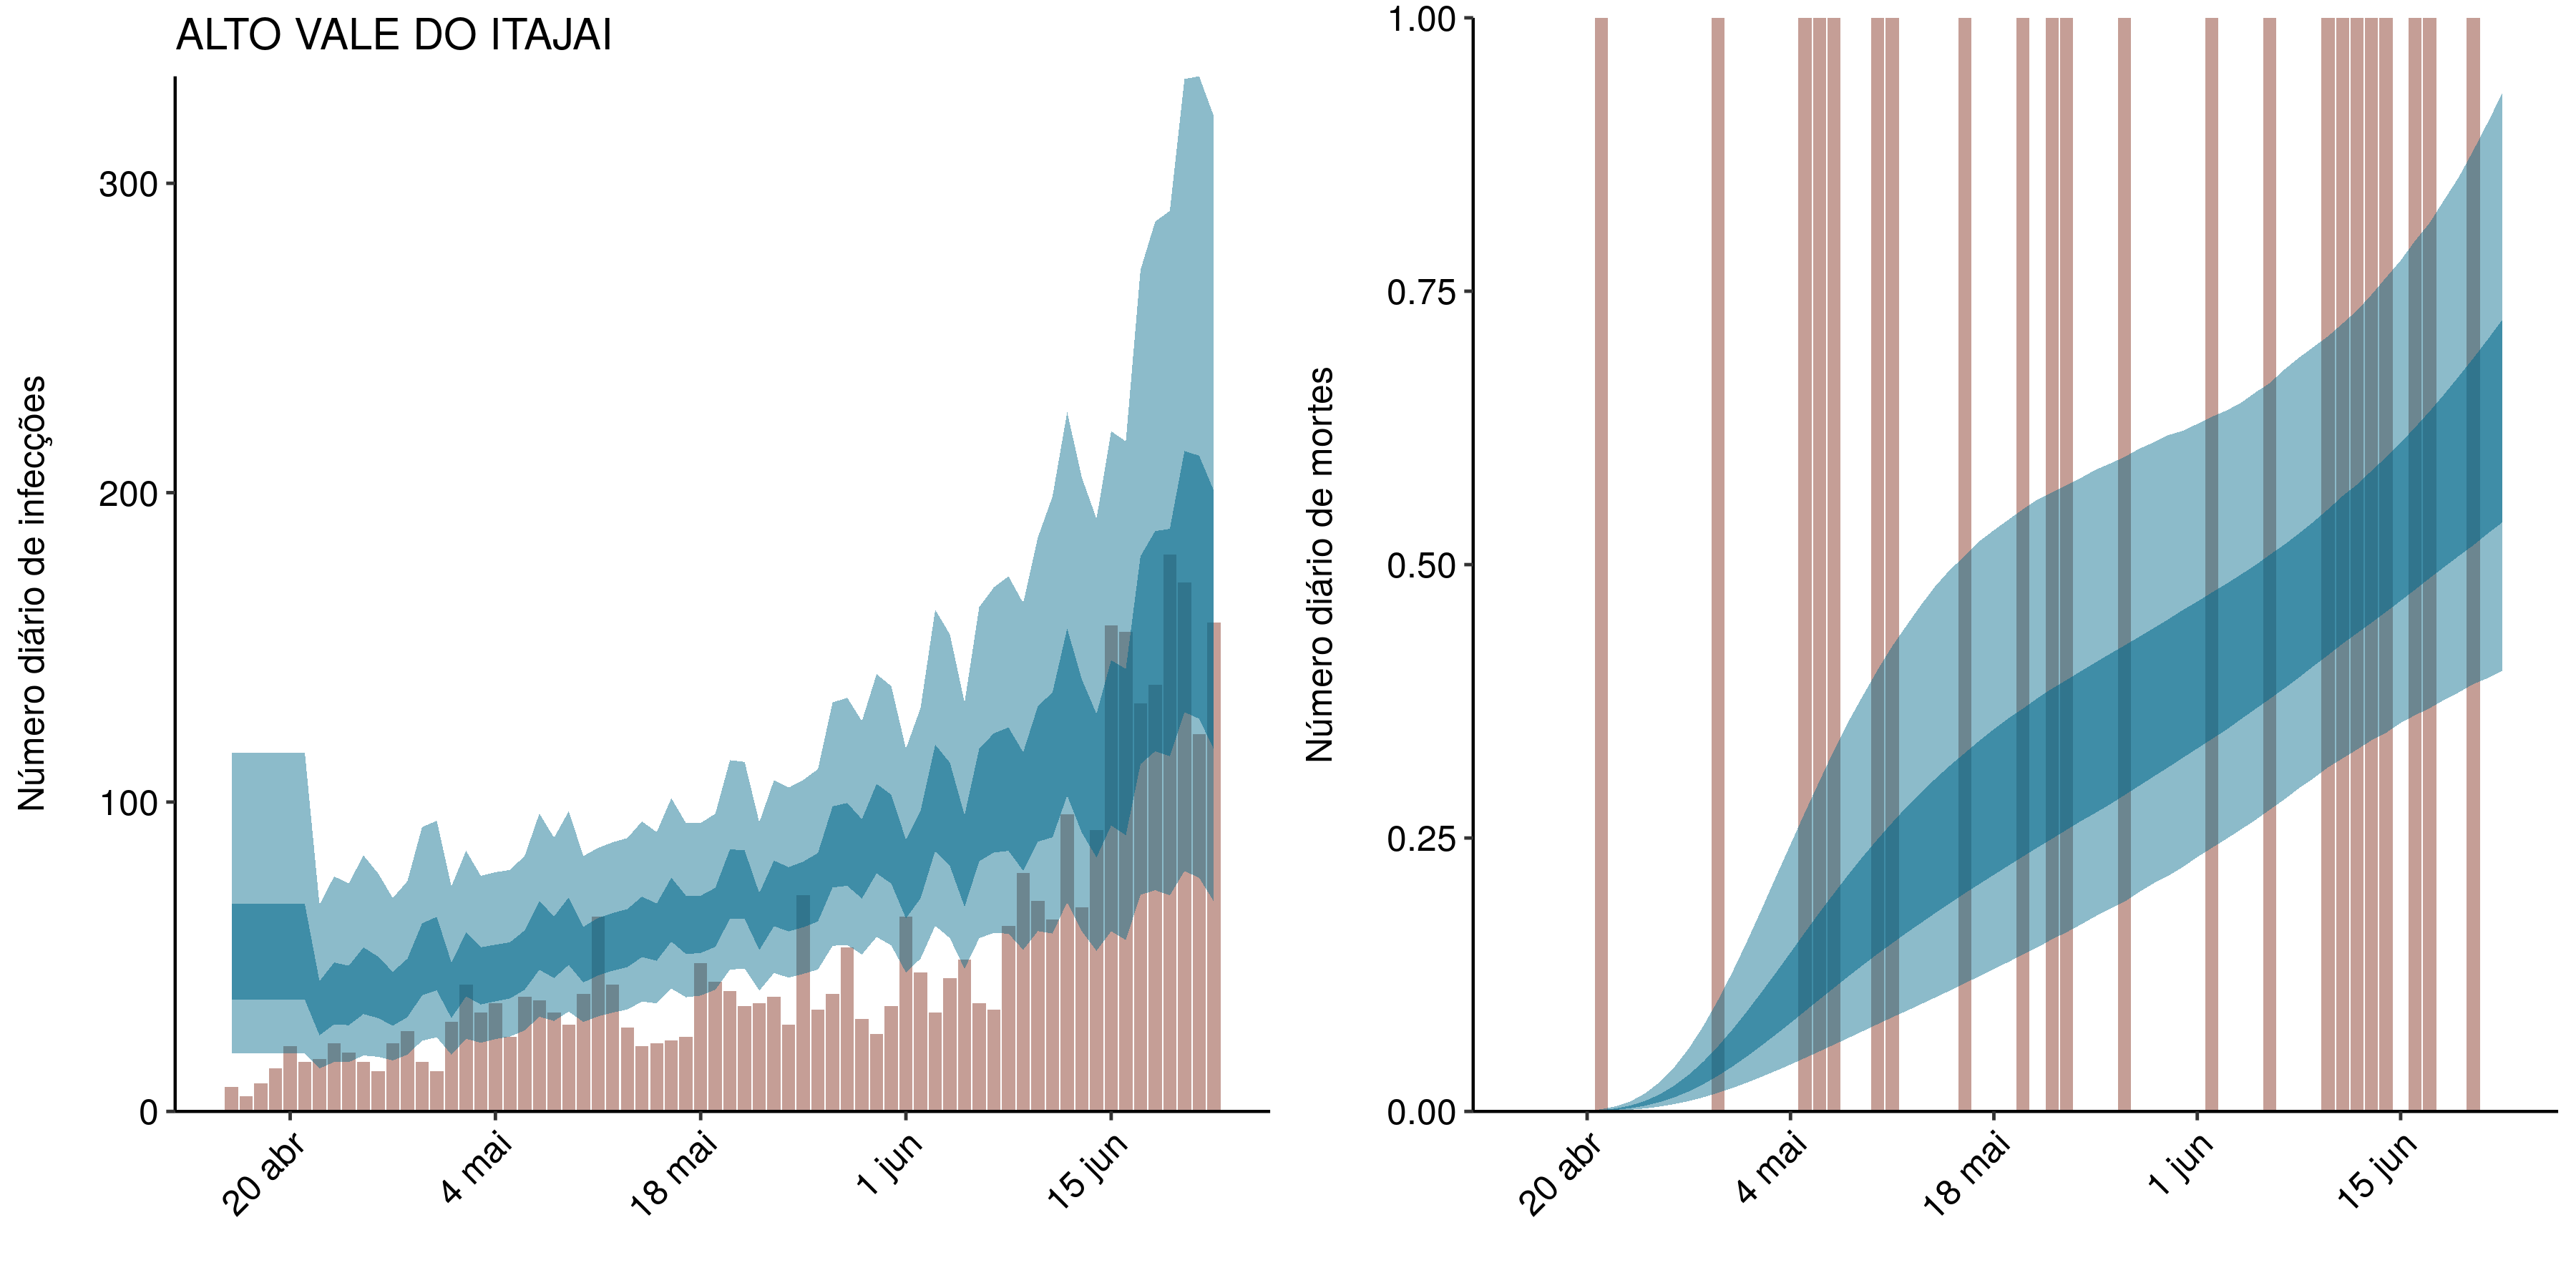 ALTO VALE DO ITAJAI
Número diário de infecções
300
200
100
0
20 abr
4 mai
18 mai
1 jun
15 jun
Número diário de mortes
1.00
0.75
0.50
0.25
0.00
20 abr
4 mai
18 mai
1 jun
15 jun